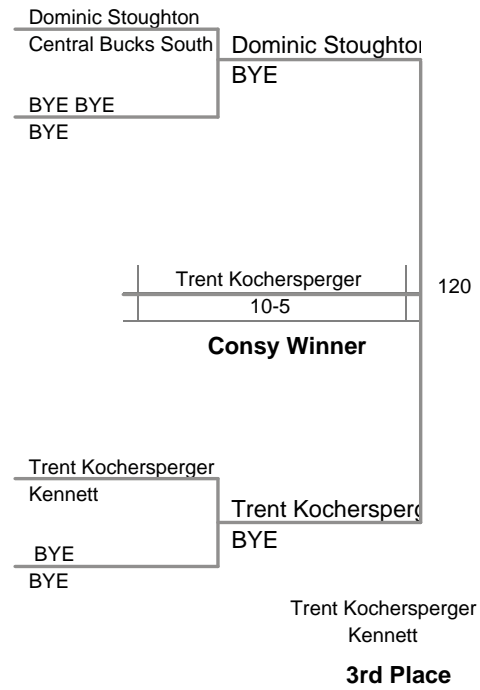 Dominic Stoughton
Central Bucks South
Dominic Stoughton
BYE
BYE BYE
BYE
Trent Kochersperger
10-5
120
Consy Winner
Trent Kochersperger
Kennett
Trent Kochersperg
BYE
BYE
BYE
Trent Kochersperger
Kennett
3rd Place